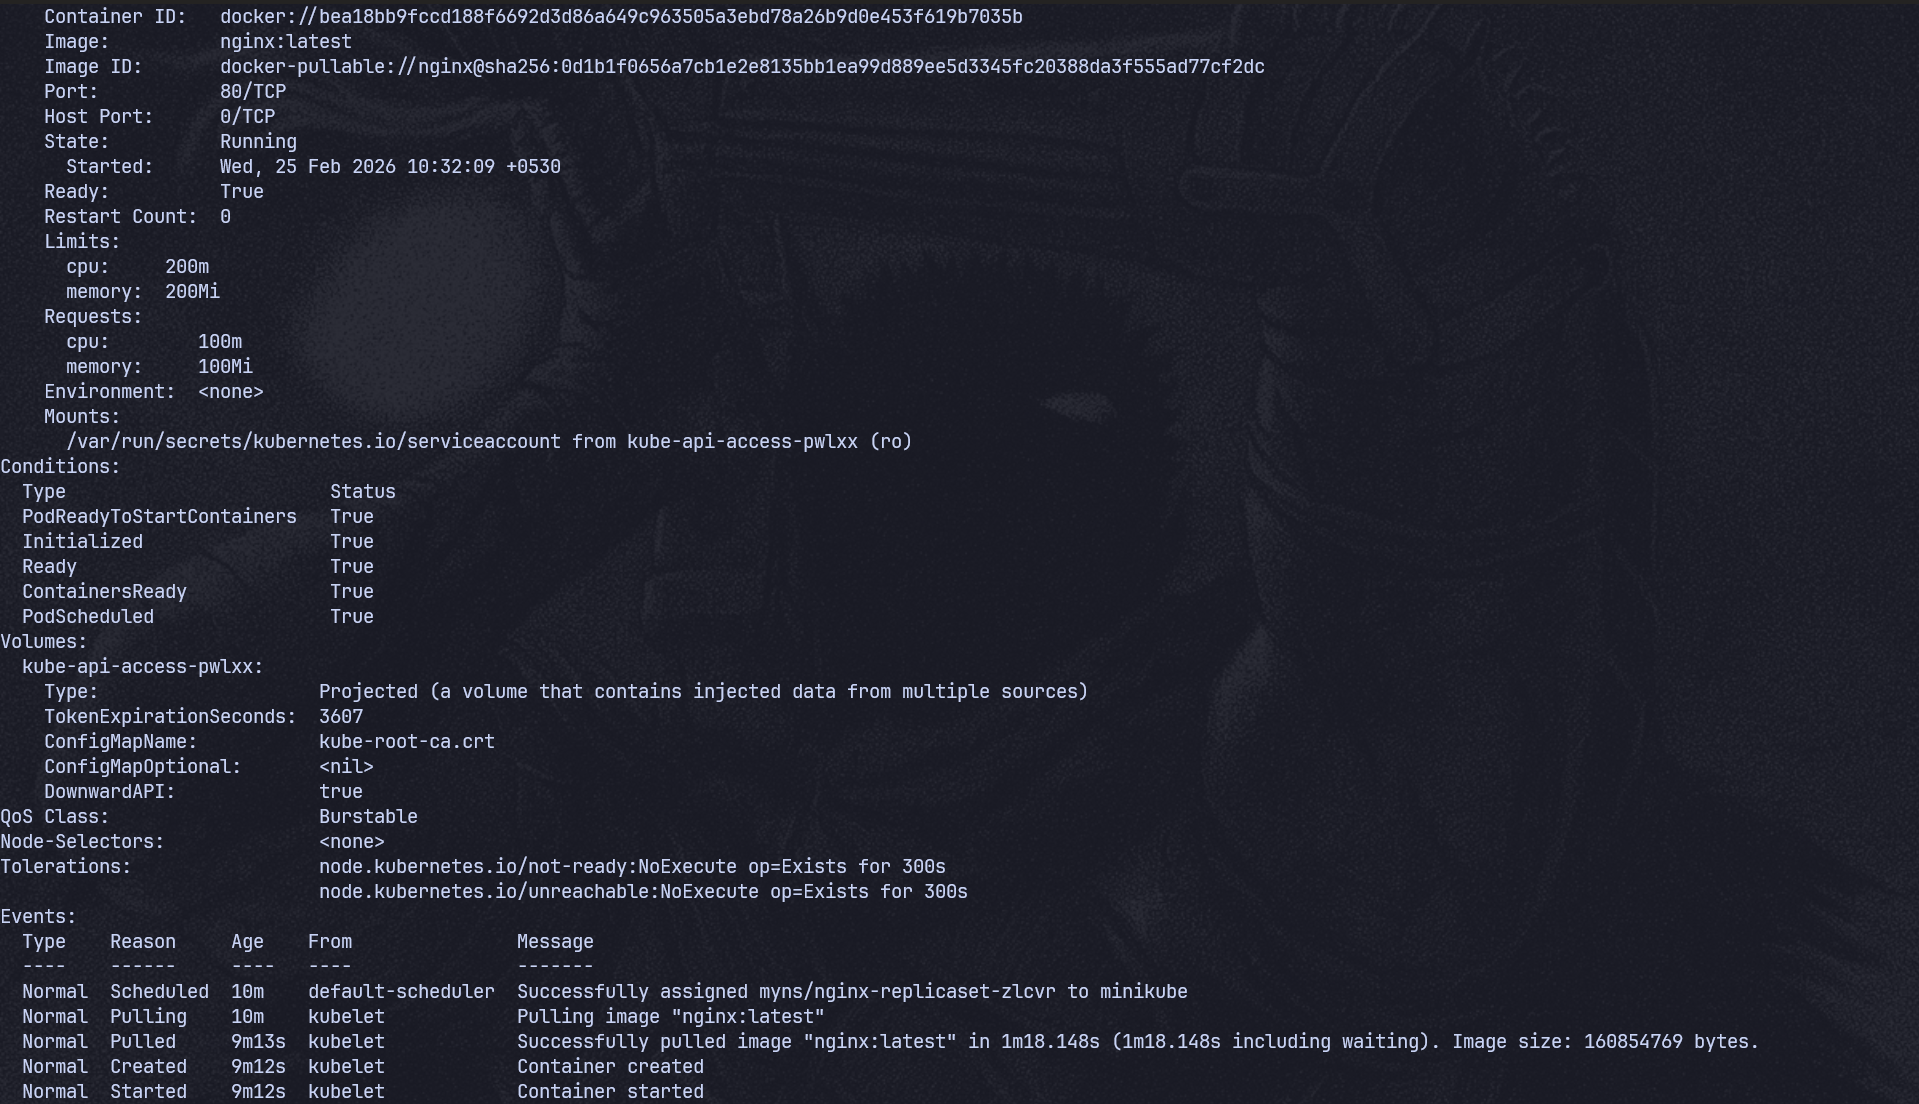 Container ID:   docker://bea18bb9fccd188f6692d3d86a649c963505a3ebd78a26b9d0e453f619b7035b
Image:          nginx:latest
Image ID:       docker-pullable://nginx@sha256:0d1b1f0656a7cb1e2e8135bb1ea99d889ee5d3345fc20388da3f555ad77cf2dc
Port:           80/TCP
Host Port:      0/TCP
State:          Running
Started:      Wed, 25 Feb 2026 10:32:09 +0530
Ready:          True
Restart Count:  0
Limits:
cpu:     200m
memory:  200Mi
Requests:
cpu:        100m
memory:     100Mi
Environment:  <none>
Mounts:
/var/run/secrets/kubernetes.io/serviceaccount from kube-api-access-pwlxx (ro)
Conditions:
Type                        Status
PodReadyToStartContainers   True
Initialized                 True
Ready                       True
ContainersReady             True
PodScheduled                True
Volumes:
kube-api-access-pwlxx:
Type:                    Projected (a volume that contains injected data from multiple sources)
TokenExpirationSeconds:  3607
ConfigMapName:           kube-root-ca.crt
ConfigMapOptional:       <nil>
DownwardAPI:             true
QoS Class:                   Burstable
Node-Selectors:              <none>
Tolerations:                 node.kubernetes.io/not-ready:NoExecute op=Exists for 300s
node.kubernetes.io/unreachable:NoExecute op=Exists for 300s
Events:
Type    Reason     Age    From               Message
----    ------     ----   ----               -------
Normal  Scheduled  10m    default-scheduler  Successfully assigned myns/nginx-replicaset-zlcvr to minikube
Normal  Pulling    10m    kubelet            Pulling image "nginx:latest"
Normal  Pulled     9m13s  kubelet            Successfully pulled image "nginx:latest" in 1m18.148s (1m18.148s including waiting). Image size: 160854769 bytes.
Normal  Created    9m12s  kubelet            Container created
Normal  Started    9m12s  kubelet            Container started